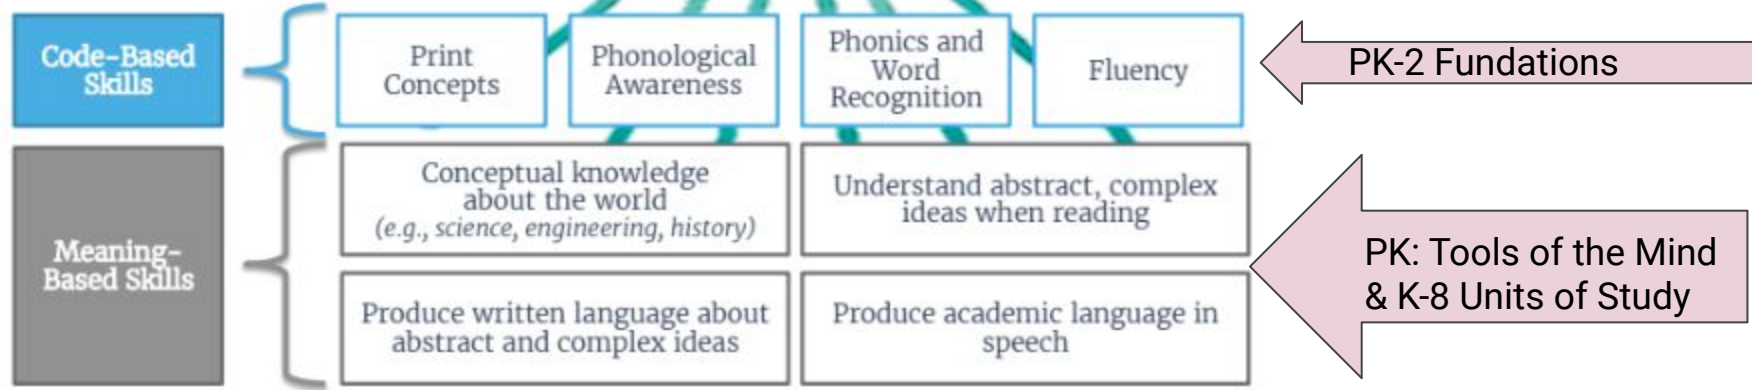 Code-Based
Skills
Print
Concepts
Phonological
Awareness
Phonics and
Word
Recognition
Fluency
PK-2 Fundations
Meaning-
Based Skills
Conceptual knowledge
about the world
(e.g., science, engineering, history)
Understand abstract, complex
ideas when reading
Produce written language about
abstract and complex ideas
Produce academic language in
speech
PK: Tools of the Mind
& K-8 Units of Study